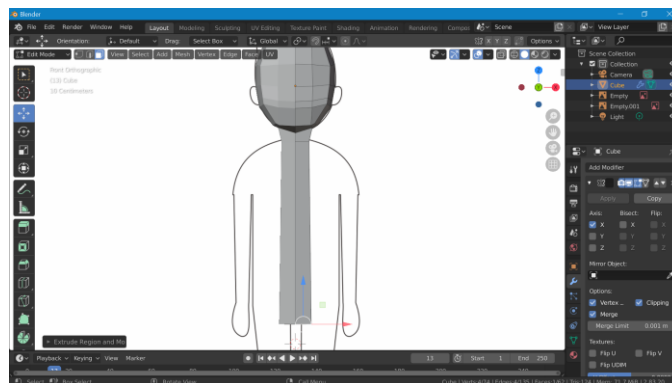 Blender
File Edit Render Window Help Layout Modeling Sculpting UV Editing Texture Paint Shading Animation Rendering Scene View Layer
Orientation: Default Drag: Select Box Global X Y Z Options
Edit Mode View Select Add Mesh Vertex Edge Face UV
Front Orthographic
(13) Cube
10 Centimeters
Scene Collection
Collection
Camera
Cube
Empty
Empty.001
Light
Cube
Add Modifier
Apply Copy
Axis: Bisect: Flip:
X X X
Y Y Y
Z Z Z
Mirror Object:
Options:
Vertex .. Clipping
Merge
Merge Limit 0.001 m
Textures:
Flip U Flip V
Flip UDIM
Extrude Region and Mo
Playback Keying View Marker 13 Start 1 End 250
Select Box Select Rotate View Call Menu